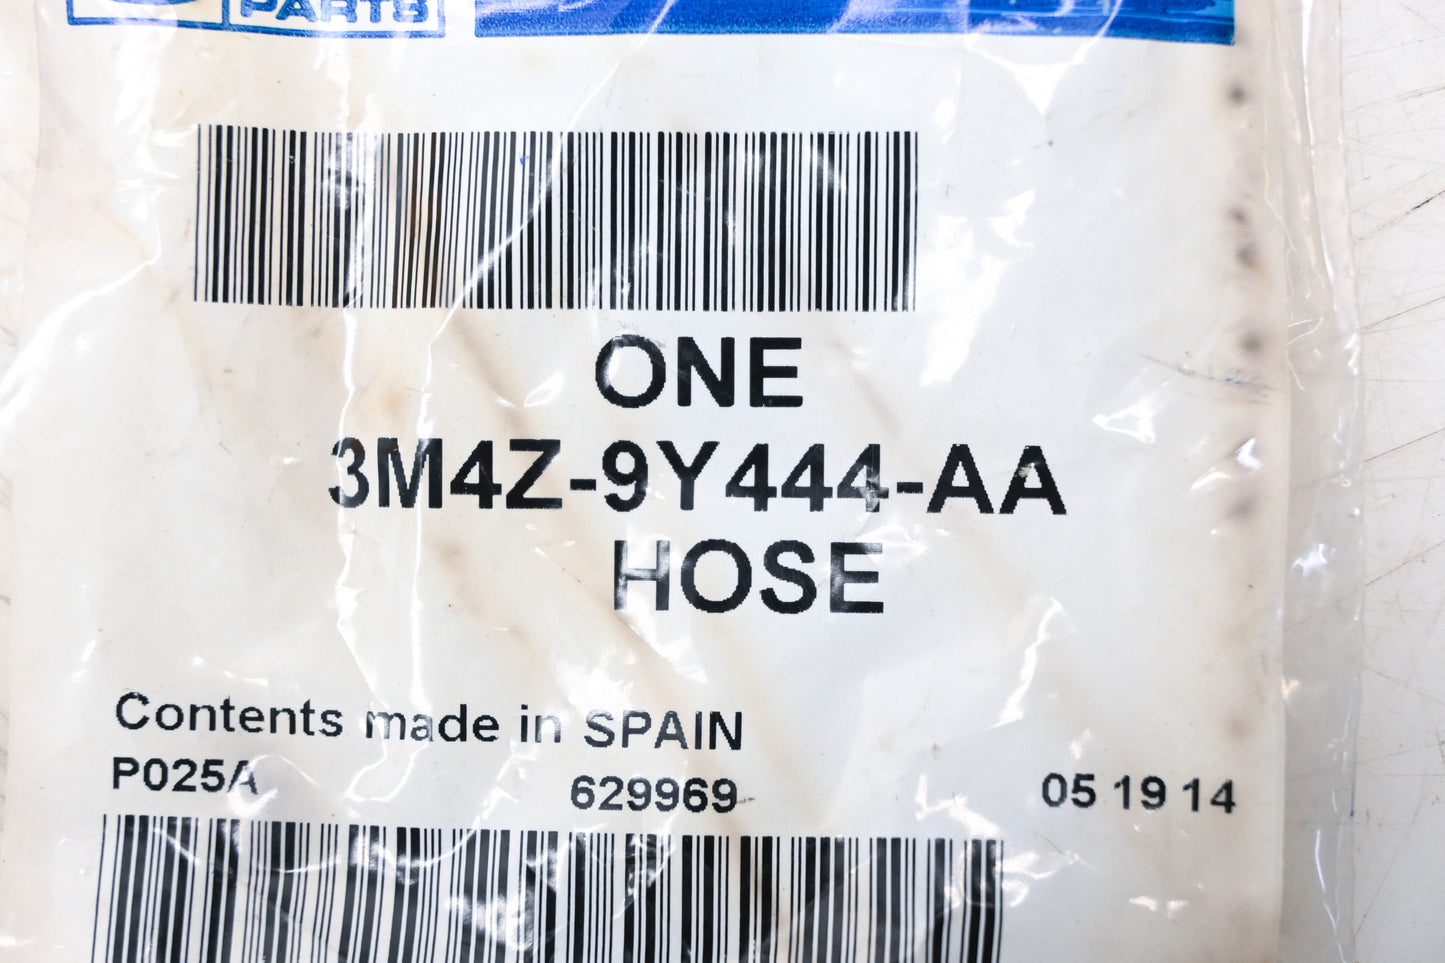 PARTS
ONE
3M4Z-9Y444-AA
HOSE
Contents made in SPAIN
P025A 629969 05 19 14